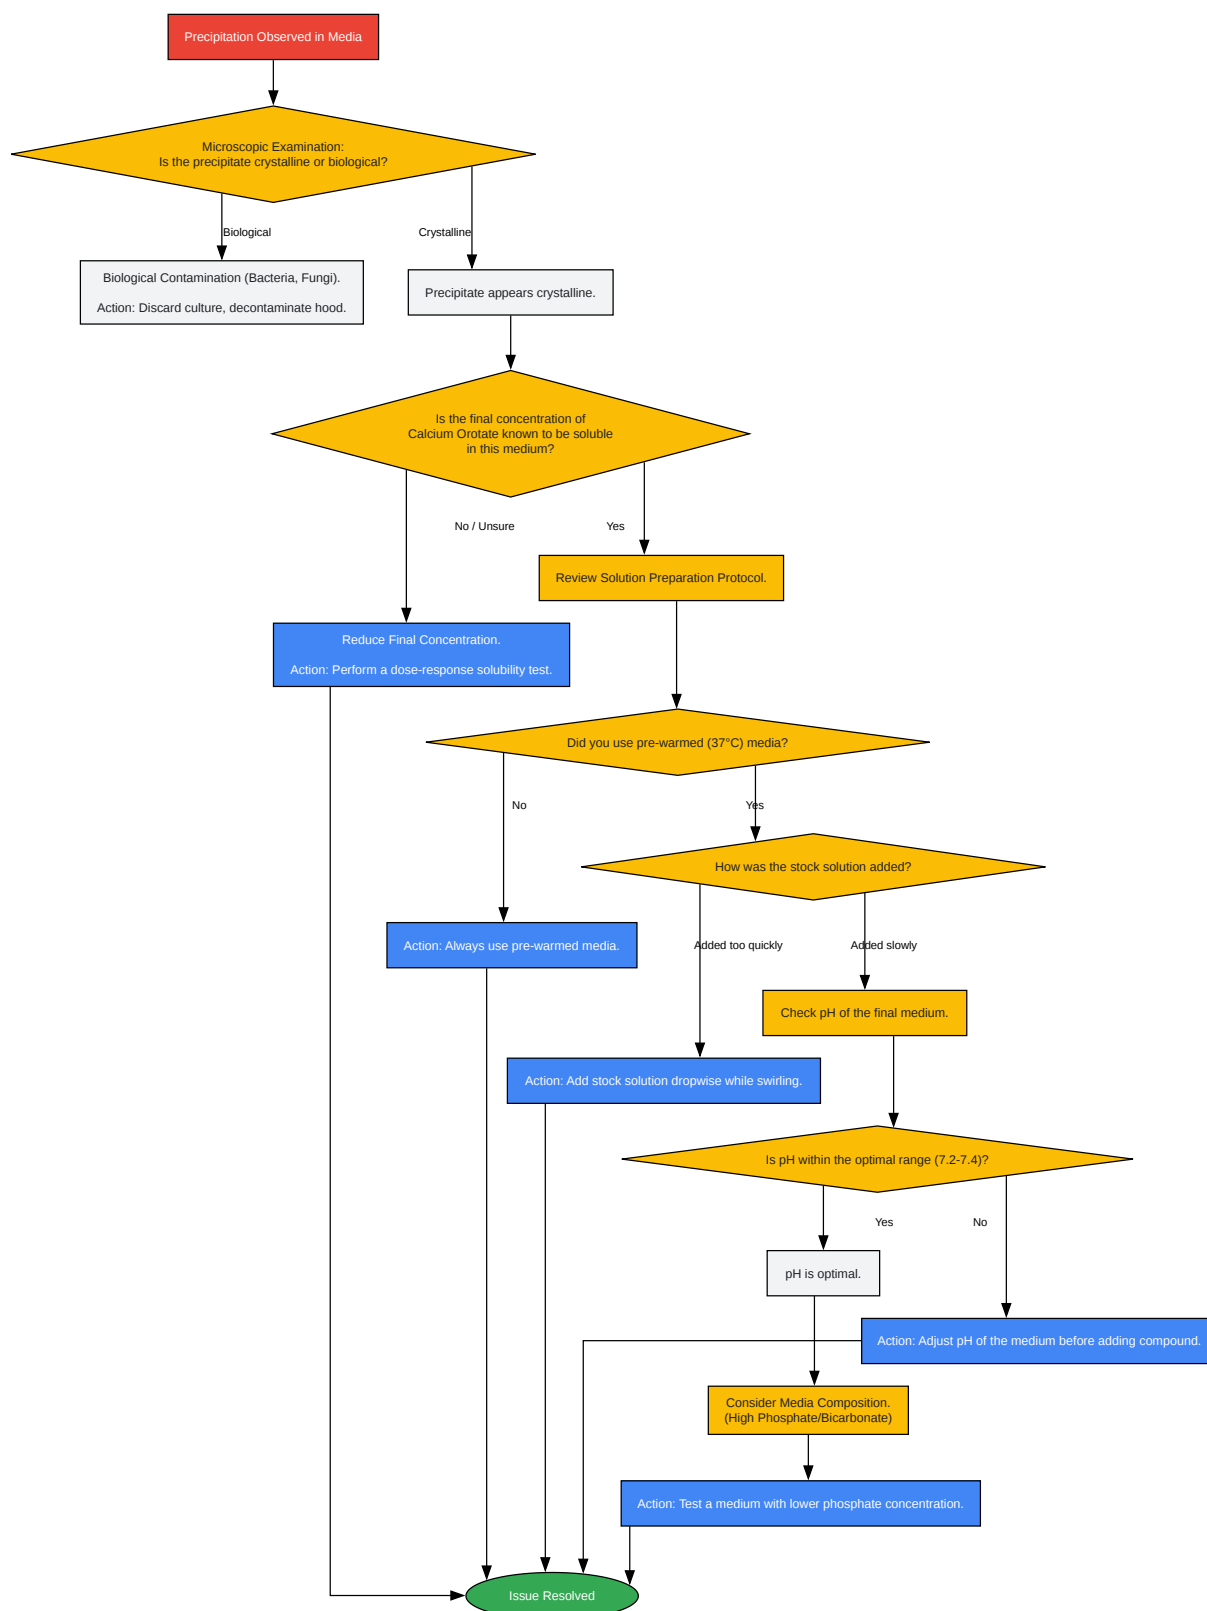 Precipitation Observed in Media
Microscopic Examination:
Is the precipitate crystalline or biological?
Biological
Crystalline
Biological Contamination (Bacteria, Fungi).
Action: Discard culture, decontaminate hood.
Precipitate appears crystalline.
Is the final concentration of
Calcium Orotate known to be soluble
in this medium?
No / Unsure
Yes
Review Solution Preparation Protocol.
Reduce Final Concentration.
Action: Perform a dose-response solubility test.
Did you use pre-warmed (37°C) media?
No
Yes
How was the stock solution added?
Action: Always use pre-warmed media.
Added too quickly
Added slowly
Check pH of the final medium.
Action: Add stock solution dropwise while swirling.
Is pH within the optimal range (7.2-7.4)?
Yes
No
pH is optimal.
Action: Adjust pH of the medium before adding compound.
Consider Media Composition.
(High Phosphate/Bicarbonate)
Action: Test a medium with lower phosphate concentration.
Issue Resolved